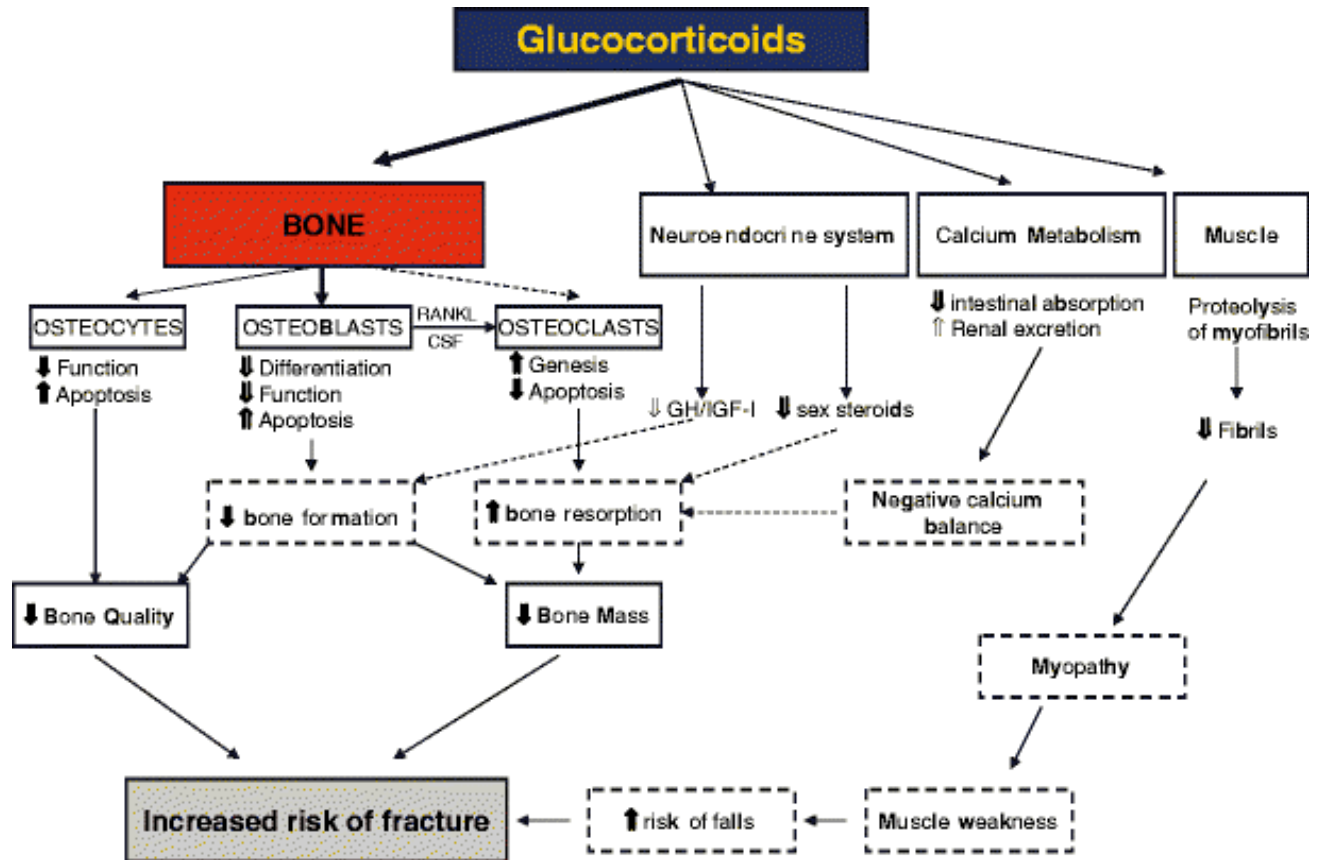 Glucocorticoids
BONE
Neuroendocrine system
Calcium Metabolism
Muscle
OSTEOCYTES
OSTEOBLASTS
RANKL
CSF
OSTEOCLASTS
⇓ intestinal absorption
⇑ Renal excretion
Proteolysis
of myofibrils
⬇ Function
⬆ Apoptosis
⇓ Differentiation
⇓ Function
⇑ Apoptosis
⬆ Genesis
⬇ Apoptosis
⇓ GH/IGF-I
⬇ sex steroids
⇓ Fibrils
⬇ bone formation
⬆ bone resorption
Negative calcium
balance
⬇ Bone Quality
⬇ Bone Mass
Myopathy
Increased risk of fracture
⬆ risk of falls
Muscle weakness